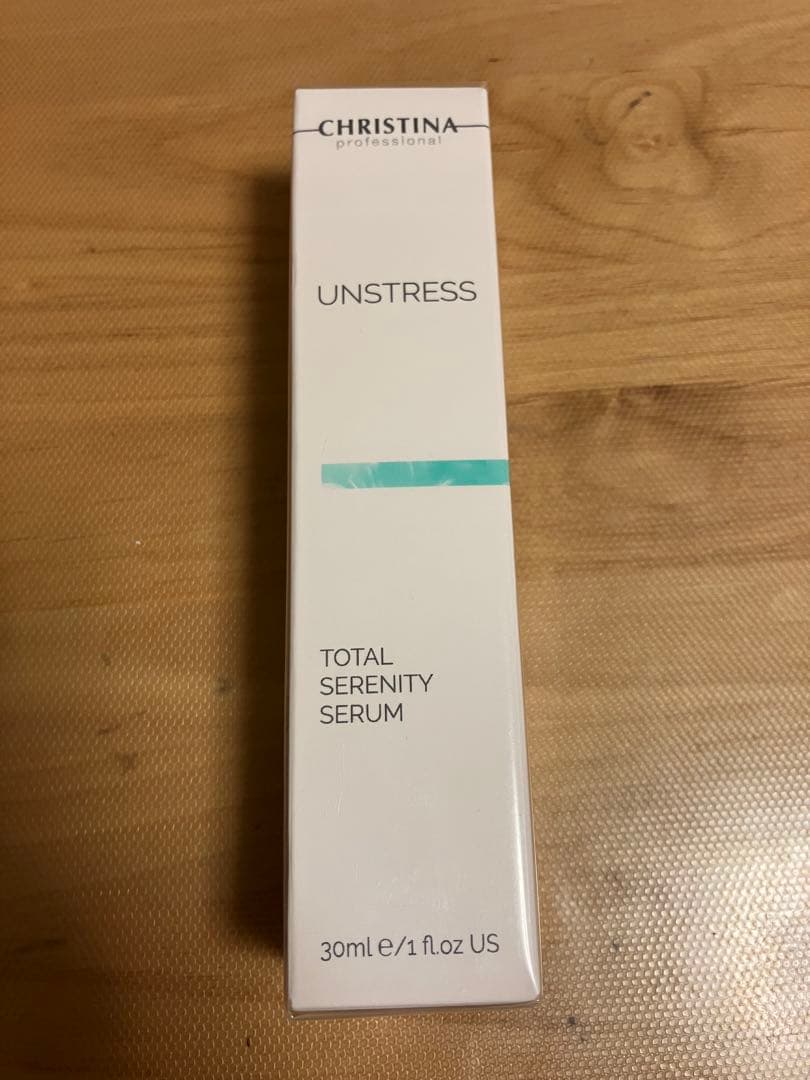 CHRISTINA
professional
UNSTRESS
TOTAL
SERENITY
SERUM
30ml e/1 fl.oz US